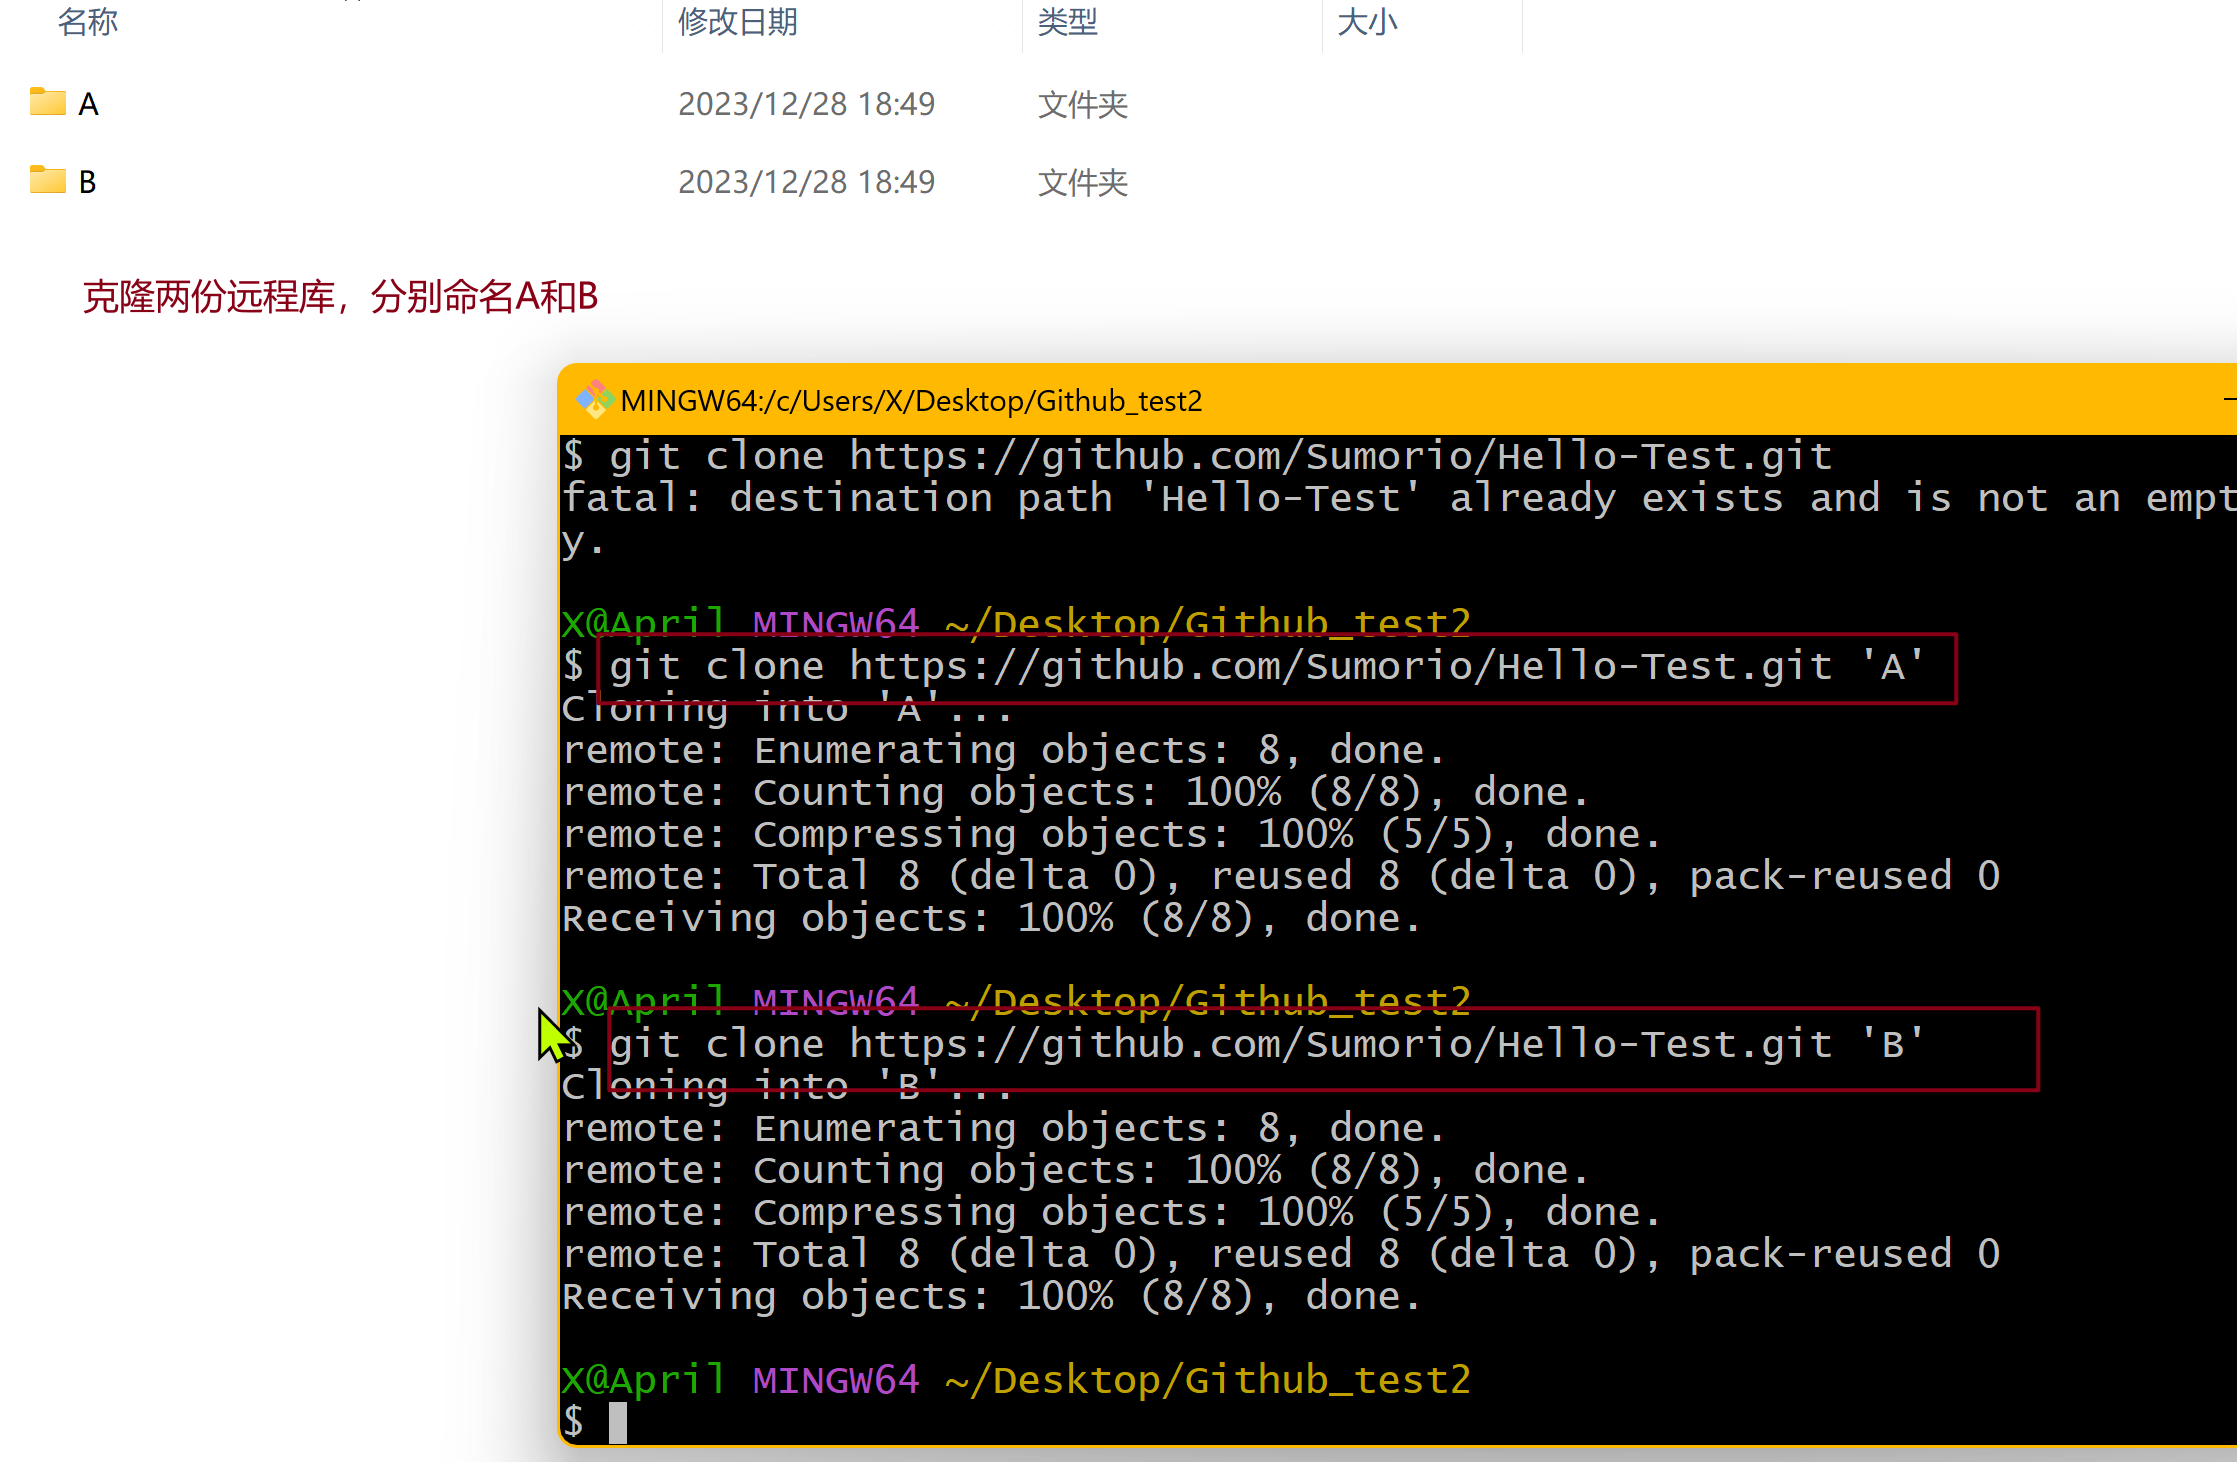 名称 修改日期 类型 大小
A 2023/12/28 18:49 文件夹
B 2023/12/28 18:49 文件夹
克隆两份远程库，分别命名A和B
MINGW64:/c/Users/X/Desktop/Github_test2
$ git clone https://github.com/Sumorio/Hello-Test.git
fatal: destination path 'Hello-Test' already exists and is not an empt
y.
X@April MINGW64 ~/Desktop/Github_test2
$ git clone https://github.com/Sumorio/Hello-Test.git 'A'
Cloning into 'A'...
remote: Enumerating objects: 8, done.
remote: Counting objects: 100% (8/8), done.
remote: Compressing objects: 100% (5/5), done.
remote: Total 8 (delta 0), reused 8 (delta 0), pack-reused 0
Receiving objects: 100% (8/8), done.
X@April MINGW64 ~/Desktop/Github_test2
$ git clone https://github.com/Sumorio/Hello-Test.git 'B'
Cloning into 'B'...
remote: Enumerating objects: 8, done.
remote: Counting objects: 100% (8/8), done.
remote: Compressing objects: 100% (5/5), done.
remote: Total 8 (delta 0), reused 8 (delta 0), pack-reused 0
Receiving objects: 100% (8/8), done.
X@April MINGW64 ~/Desktop/Github_test2
$